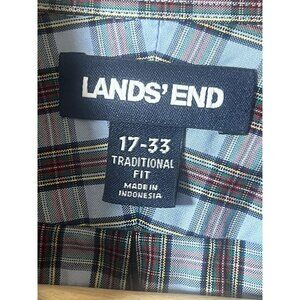 LANDS' END
17-33
TRADITIONAL
FIT
MADE IN
INDONESIA